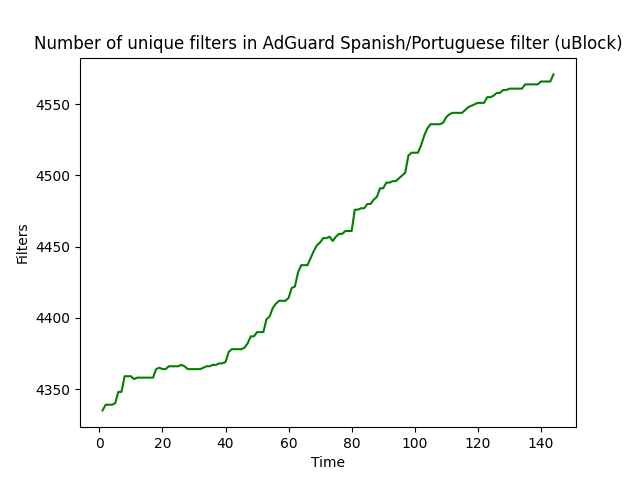 Number of unique filters in AdGuard Spanish/Portuguese filter (uBlock)
4550
4500
4450
4400
4350
Filters
0 20 40 60 80 100 120 140
Time